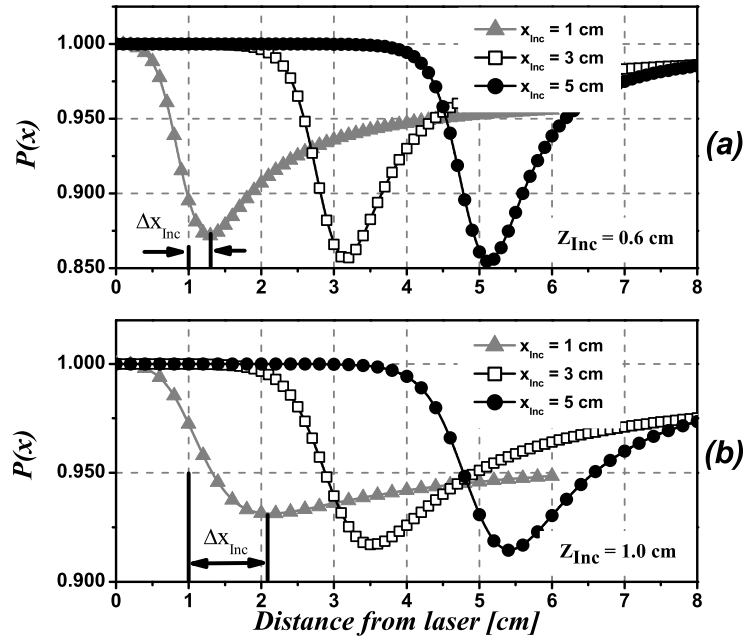 1.000
0.950
0.900
0.850
P(x)
x_Inc = 1 cm
x_Inc = 3 cm
x_Inc = 5 cm
(a)
Δx_Inc
Z_Inc = 0.6 cm
0 1 2 3 4 5 6 7 8
1.000
0.950
0.900
P(x)
x_Inc = 1 cm
x_Inc = 3 cm
x_Inc = 5 cm
(b)
Δx_Inc
Z_Inc = 1.0 cm
0 1 2 3 4 5 6 7 8
Distance from laser [cm]